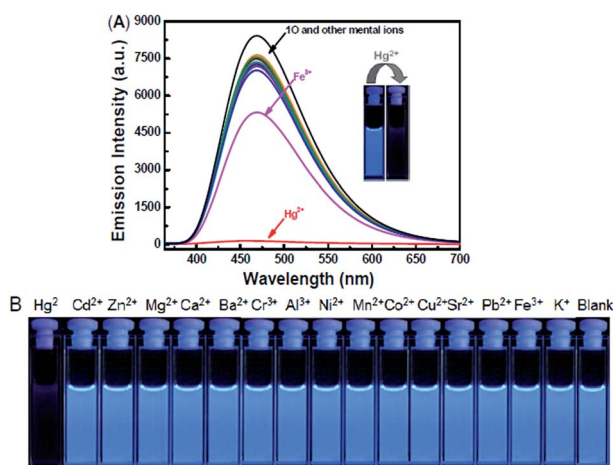 (A)
9000
7500
6000
4500
3000
1500
0
Emission Intensity (a.u.)
1O and other mental ions
Fe³⁺
Hg²⁺
Hg²⁺
400 450 500 550 600 650 700
Wavelength (nm)
B
Hg² Cd²⁺ Zn²⁺ Mg²⁺ Ca²⁺ Ba²⁺ Cr³⁺ Al³⁺ Ni²⁺ Mn²⁺ Co²⁺ Cu²⁺ Sr²⁺ Pb²⁺ Fe³⁺ K⁺ Blank